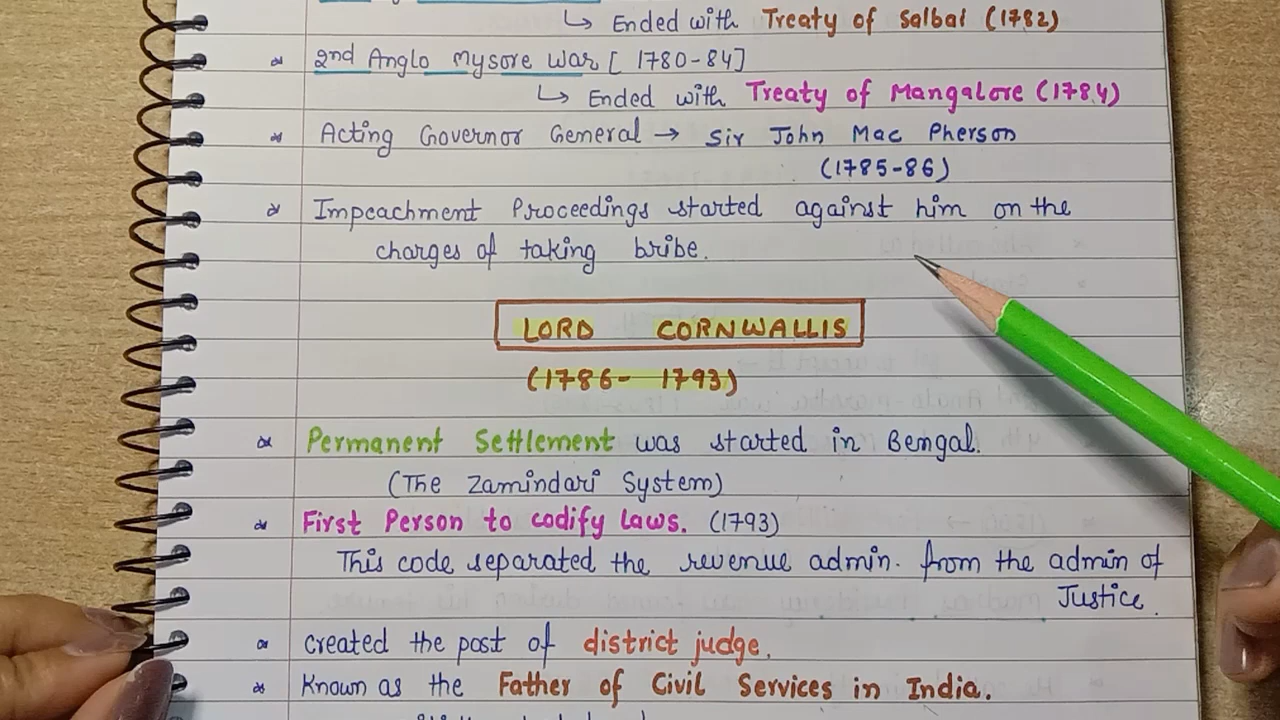 ↳ Ended with Treaty of Salbai (1782)
2nd Anglo Mysore War [ 1780-84]
↳ Ended with Treaty of Mangalore (1784)
Acting Governor General → Sir John Mac Pherson
(1785-86)
Impeachment Proceedings started against him on the
charges of taking bribe.
LORD CORNWALLIS
(1786- 1793)
Permanent Settlement was started in Bengal.
(The Zamindari System)
First Person to codify laws. (1793)
This code separated the revenue admin. from the admin of
Justice.
created the post of district judge.
Known as the Father of Civil Services in India.